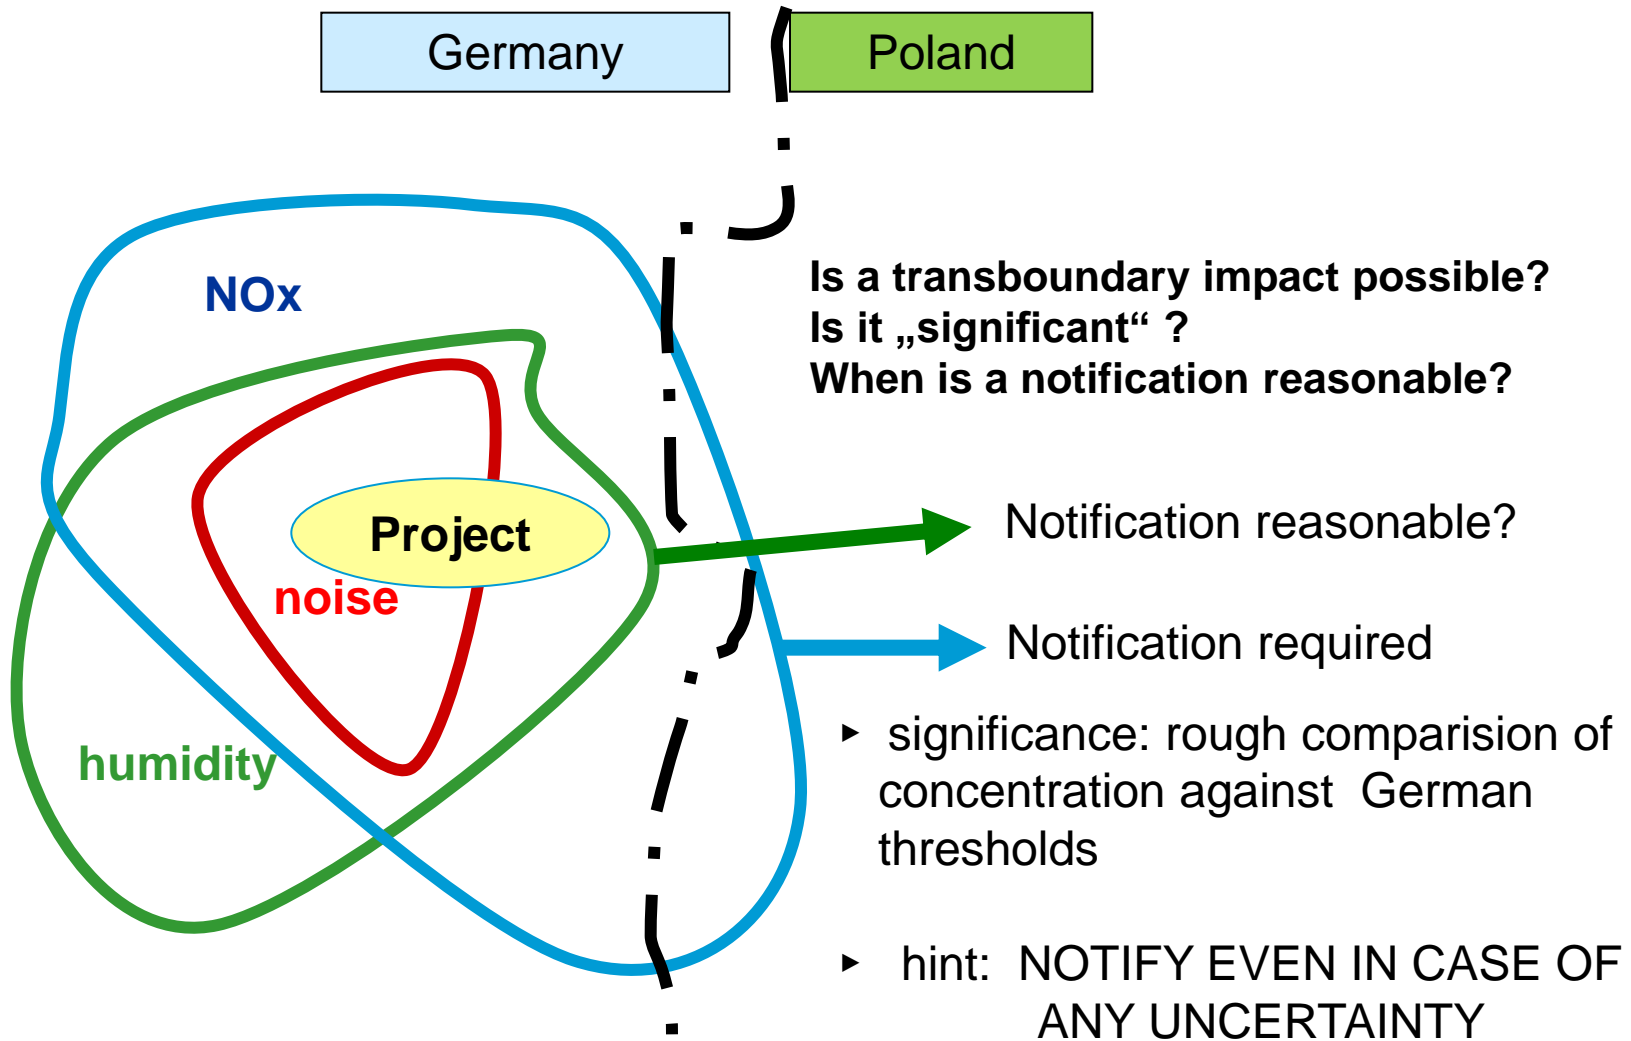 Germany
Poland
NOx
Is a transboundary impact possible?
Is it „significant“ ?
When is a notification reasonable?
Project
noise
Notification reasonable?
Notification required
humidity
▸ significance: rough comparision of
concentration against German
thresholds
▸ hint: NOTIFY EVEN IN CASE OF
ANY UNCERTAINTY